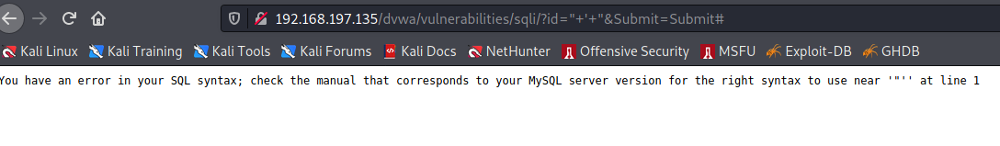 192.168.197.135/dvwa/vulnerabilities/sqli/?id="+'+"&Submit=Submit#
Kali Linux Kali Training Kali Tools Kali Forums Kali Docs NetHunter Offensive Security MSFU Exploit-DB GHDB
You have an error in your SQL syntax; check the manual that corresponds to your MySQL server version for the right syntax to use near '"'' at line 1